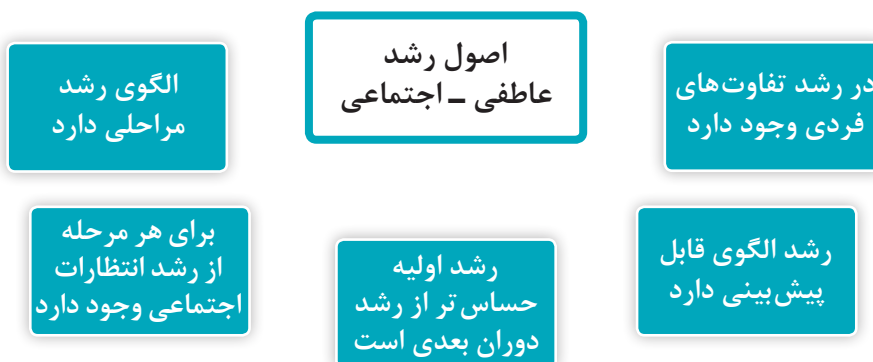 اصول رشد
عاطفی ـ اجتماعی
در رشد تفاوت‌های
فردی وجود دارد
الگوی رشد
مراحلی دارد
رشد الگوی قابل
پیش‌بینی دارد
رشد اولیه
حساس‌تر از رشد
دوران بعدی است
برای هر مرحله
از رشد انتظارات
اجتماعی وجود دارد